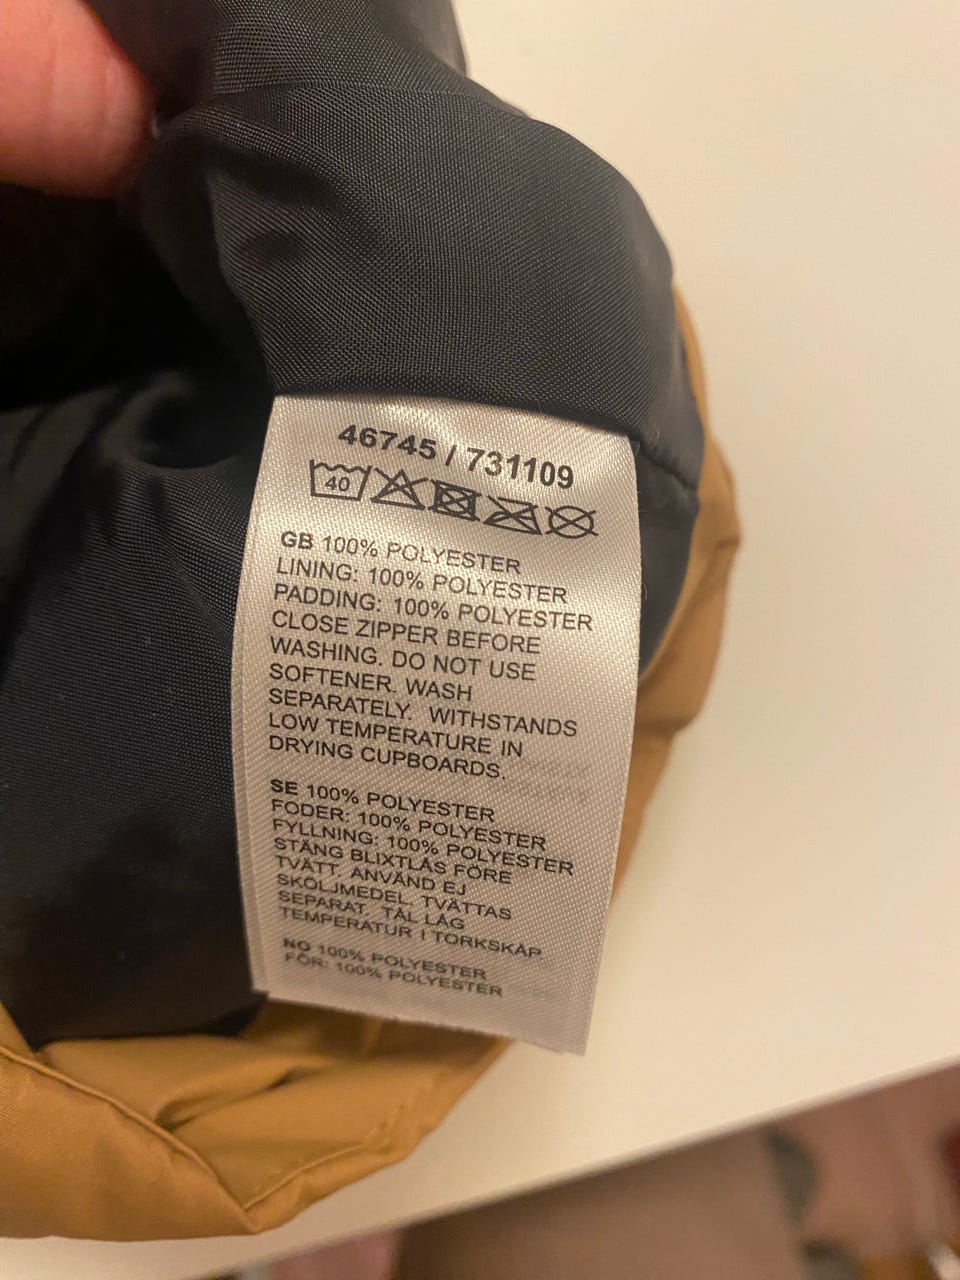 46745 / 731109
40
GB 100% POLYESTER
LINING: 100% POLYESTER
PADDING: 100% POLYESTER
CLOSE ZIPPER BEFORE
WASHING. DO NOT USE
SOFTENER. WASH
SEPARATELY. WITHSTANDS
LOW TEMPERATURE IN
DRYING CUPBOARDS.
SE 100% POLYESTER
FODER: 100% POLYESTER
FYLLNING: 100% POLYESTER
STÄNG BLIXTLÅS FÖRE
TVÄTT. ANVÄND EJ
SKÖLJMEDEL. TVÄTTAS
SEPARAT. TÅL LÅG
TEMPERATUR I TORKSKÅP.
NO 100% POLYESTER
FÔR: 100% POLYESTER